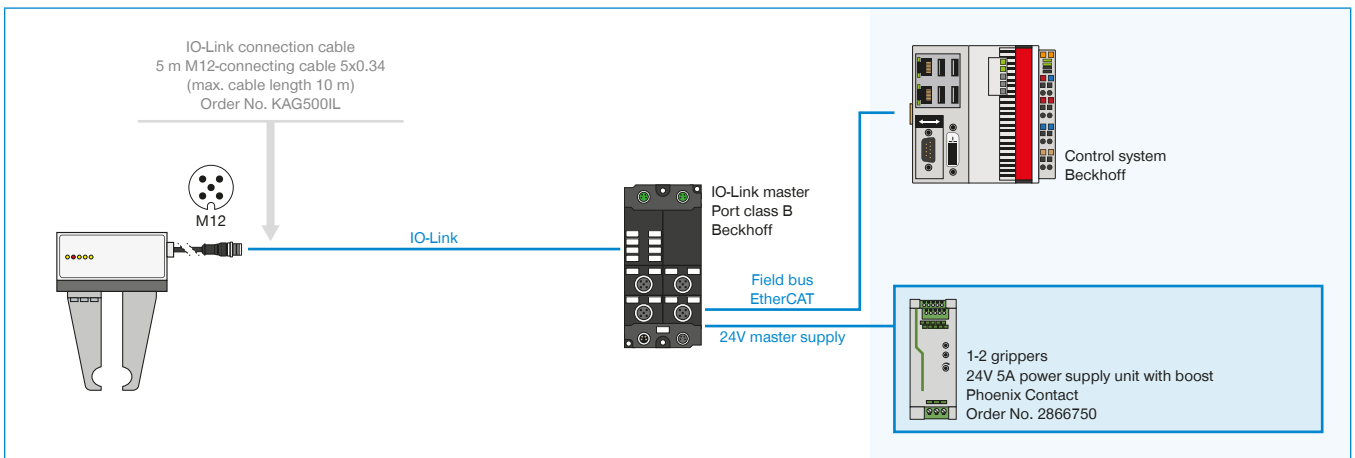 IO-Link connection cable
5 m M12-connecting cable 5x0.34
(max. cable length 10 m)
Order No. KAG500IL
M12
IO-Link
IO-Link master
Port class B
Beckhoff
Field bus
EtherCAT
24V master supply
Control system
Beckhoff
1-2 grippers
24V 5A power supply unit with boost
Phoenix Contact
Order No. 2866750